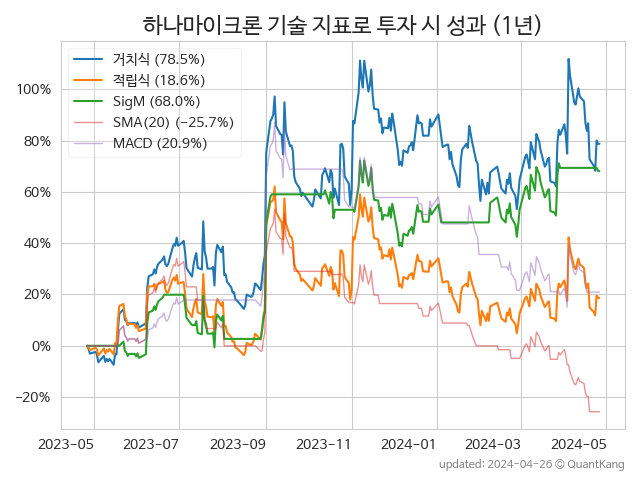 하나마이크론 기술 지표로 투자 시 성과 (1년)
거치식 (78.5%)
적립식 (18.6%)
SigM (68.0%)
SMA(20) (−25.7%)
MACD (20.9%)
100%
80%
60%
40%
20%
0%
−20%
2023-05 2023-07 2023-09 2023-11 2024-01 2024-03 2024-05
updated: 2024-04-26 © QuantKang